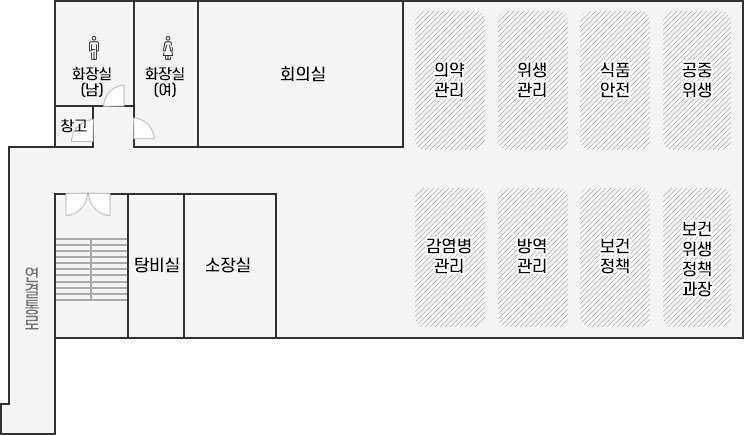 화장실
(남)
화장실
(여)
회의실
의약
관리
위생
관리
식품
안전
공중
위생
창고
탕비실
소장실
감염병
관리
방역
관리
보건
정책
보건
위생
정책
과장
연결통로